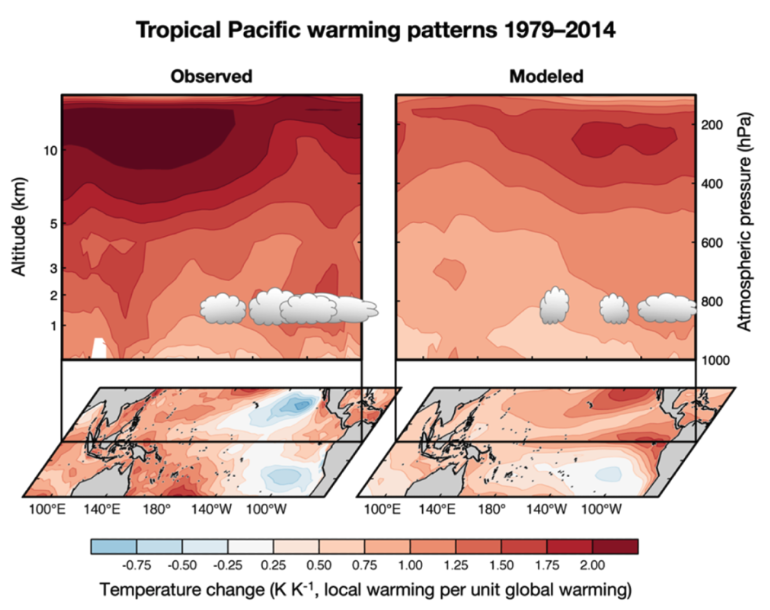 Tropical Pacific warming patterns 1979–2014
Observed
Modeled
Altitude (km)
10
5
3
2
1
200
400
600
800
1000
Atmospheric pressure (hPa)
100°E 140°E 180° 140°W 100°W
100°E 140°E 180° 140°W 100°W
-0.75 -0.50 -0.25 0.25 0.50 0.75 1.00 1.25 1.50 1.75 2.00
Temperature change (K K⁻¹, local warming per unit global warming)